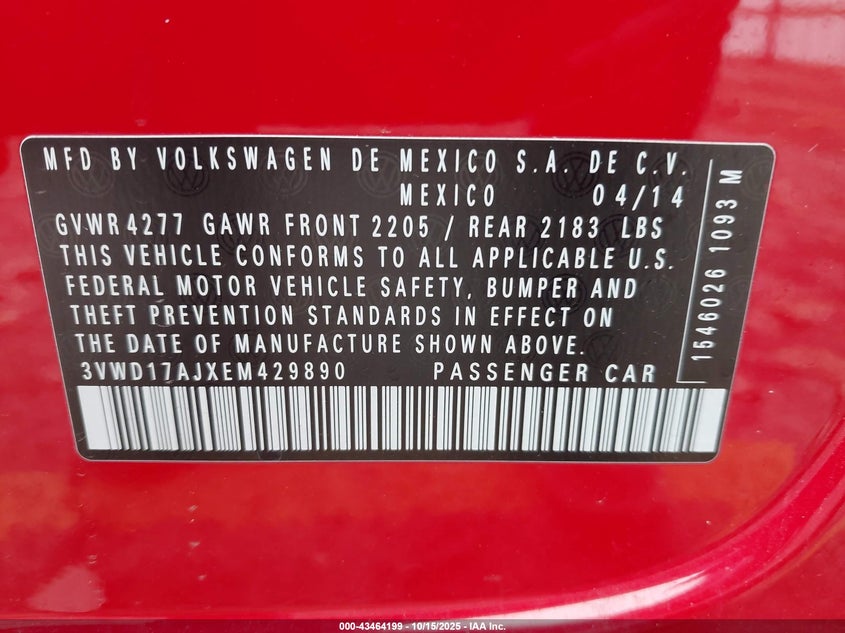 MFD BY VOLKSWAGEN DE MEXICO S.A. DE C.V.
MEXICO 04/14
GVWR 4277 GAWR FRONT 2205 / REAR 2183 LBS
THIS VEHICLE CONFORMS TO ALL APPLICABLE U.S.
FEDERAL MOTOR VEHICLE SAFETY, BUMPER AND
THEFT PREVENTION STANDARDS IN EFFECT ON
THE DATE OF MANUFACTURE SHOWN ABOVE.
3VWD17AJXEM429890 PASSENGER CAR
1546026 1093 M
000-43464199 - 10/15/2025 - IAA Inc.